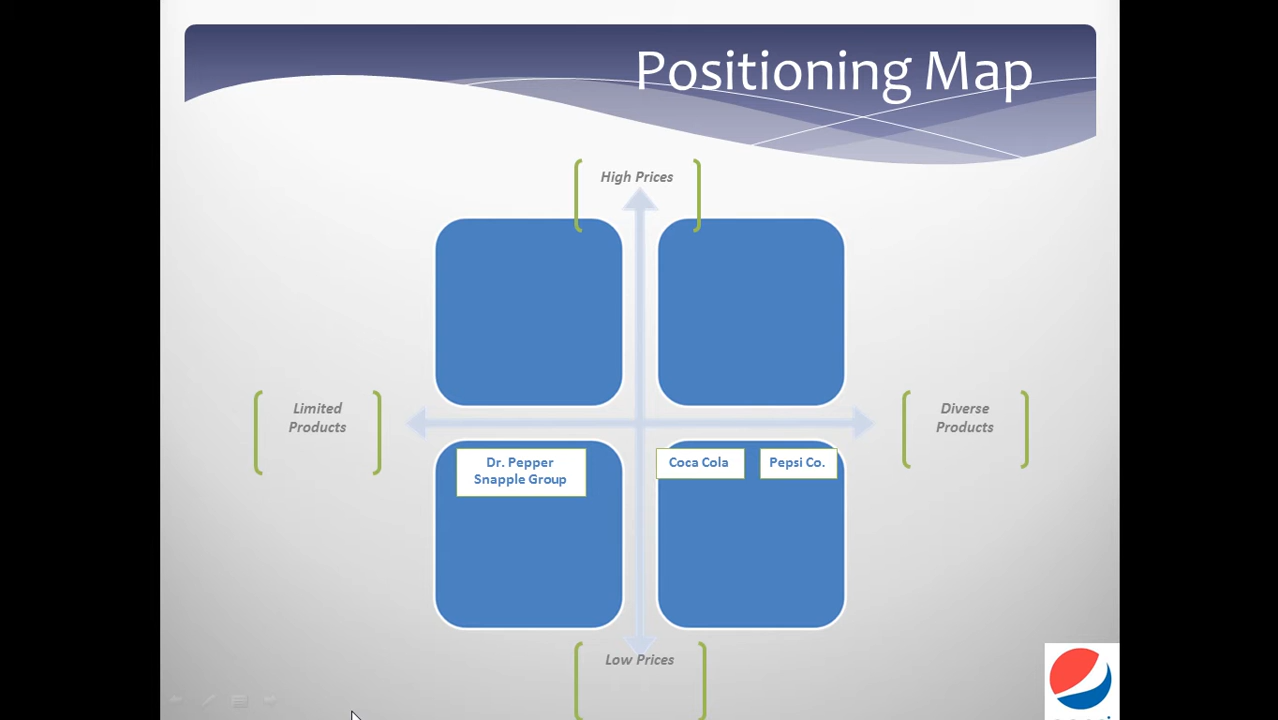 Positioning Map
High Prices
Limited
Products
Diverse
Products
Dr. Pepper
Snapple Group
Coca Cola
Pepsi Co.
Low Prices